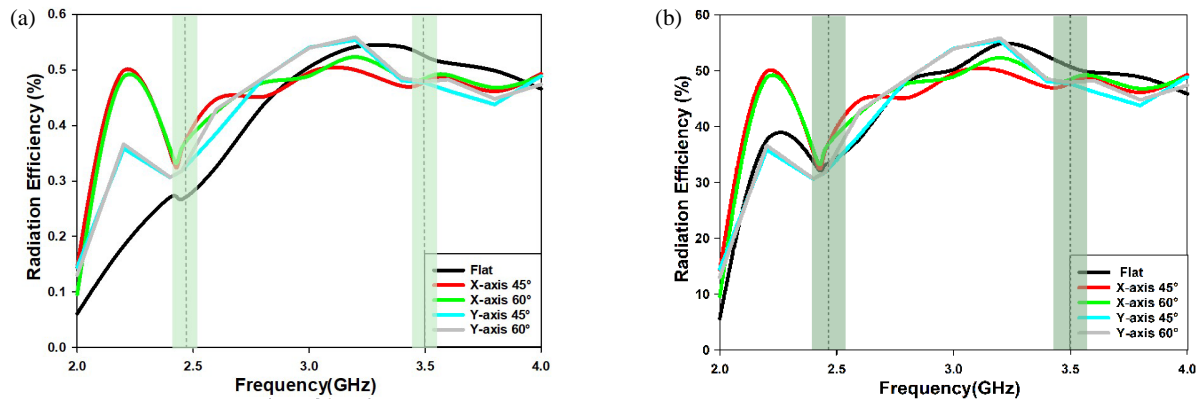 (a)
0.6
0.5
0.4
0.3
0.2
0.1
0.0
Radiation Efficiency (%)
2.0 2.5 3.0 3.5 4.0
Frequency(GHz)
Flat
X-axis 45°
X-axis 60°
Y-axis 45°
Y-axis 60°
(b)
60
50
40
30
20
10
0
Radiation Efficiency (%)
2.0 2.5 3.0 3.5 4.0
Frequency(GHz)
Flat
X-axis 45°
X-axis 60°
Y-axis 45°
Y-axis 60°